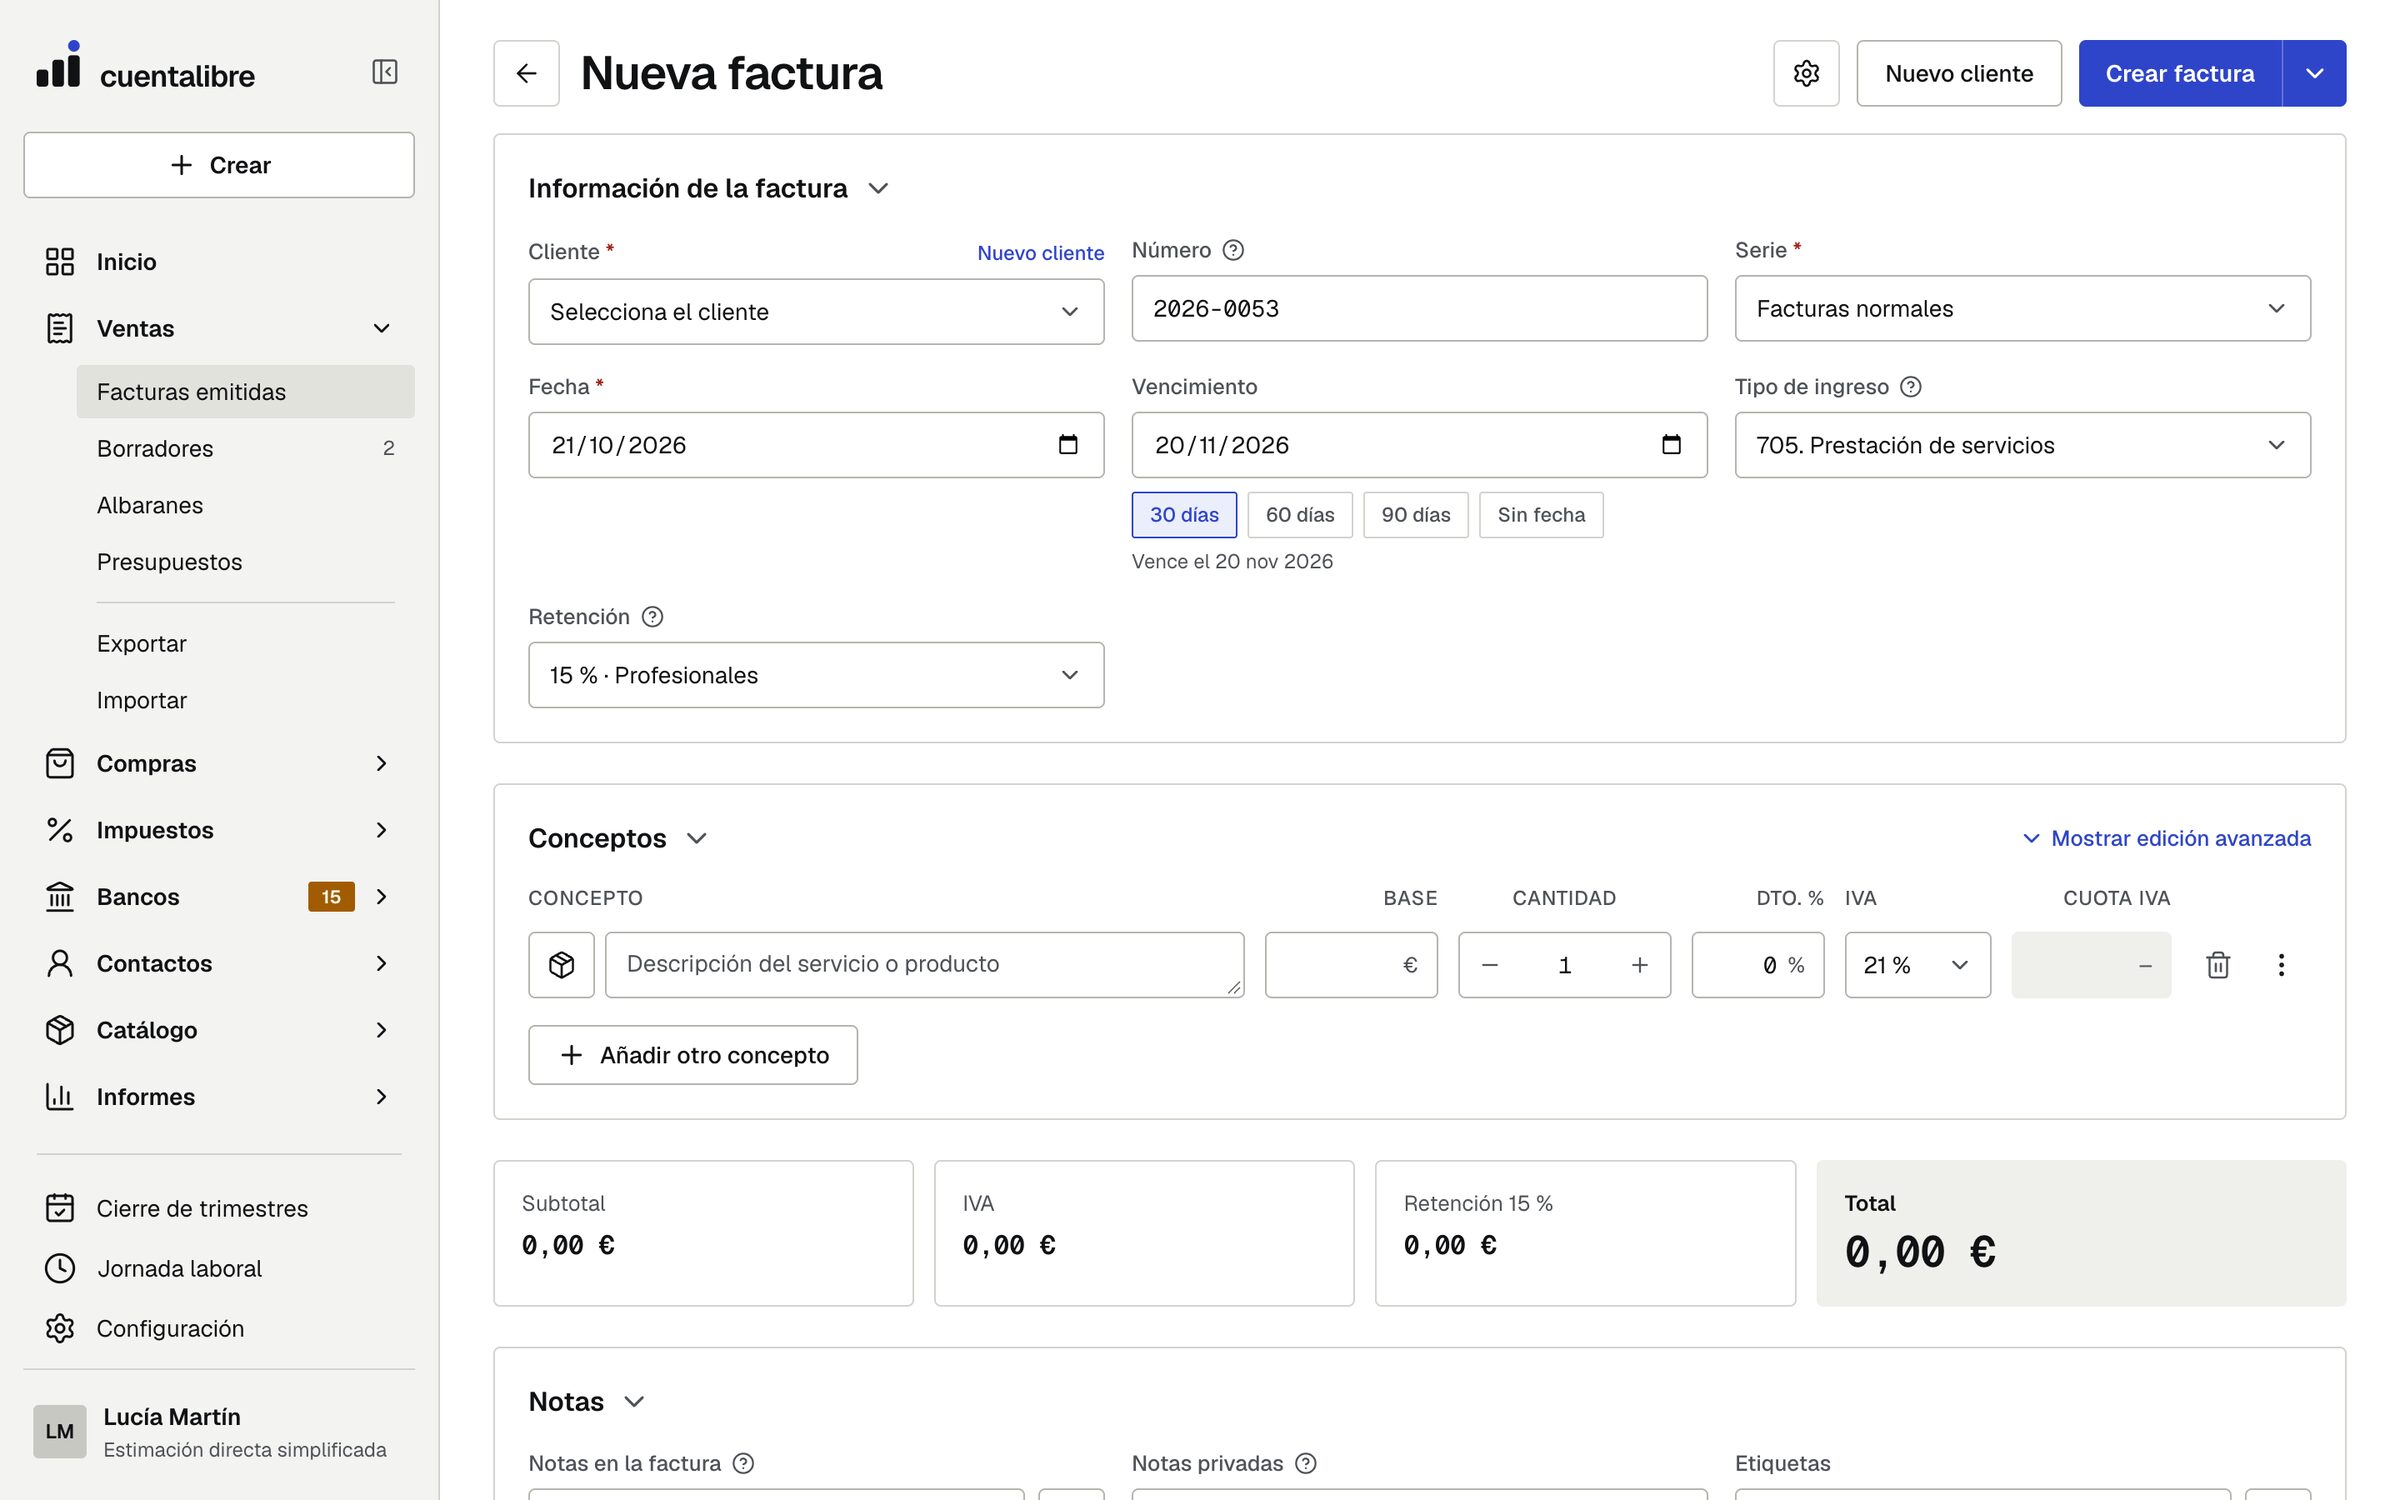 cuentalibre
Crear
Inicio
Ventas
Facturas emitidas
Borradores 2
Albaranes
Presupuestos
Exportar
Importar
Compras
Impuestos
Bancos 15
Contactos
Catálogo
Informes
Cierre de trimestres
Jornada laboral
Configuración
LM
Lucía Martín
Estimación directa simplificada
Nueva factura
Nuevo cliente
Crear factura
Información de la factura
Cliente * Nuevo cliente
Selecciona el cliente
Número
2026-0053
Serie *
Facturas normales
Fecha *
21/10/2026
Vencimiento
20/11/2026
30 días 60 días 90 días Sin fecha
Vence el 20 nov 2026
Tipo de ingreso
705. Prestación de servicios
Retención
15 % · Profesionales
Conceptos
Mostrar edición avanzada
CONCEPTO BASE CANTIDAD DTO. % IVA CUOTA IVA
Descripción del servicio o producto € − 1 + 0 % 21 % –
Añadir otro concepto
Subtotal
0,00 €
IVA
0,00 €
Retención 15 %
0,00 €
Total
0,00 €
Notas
Notas en la factura
Notas privadas
Etiquetas